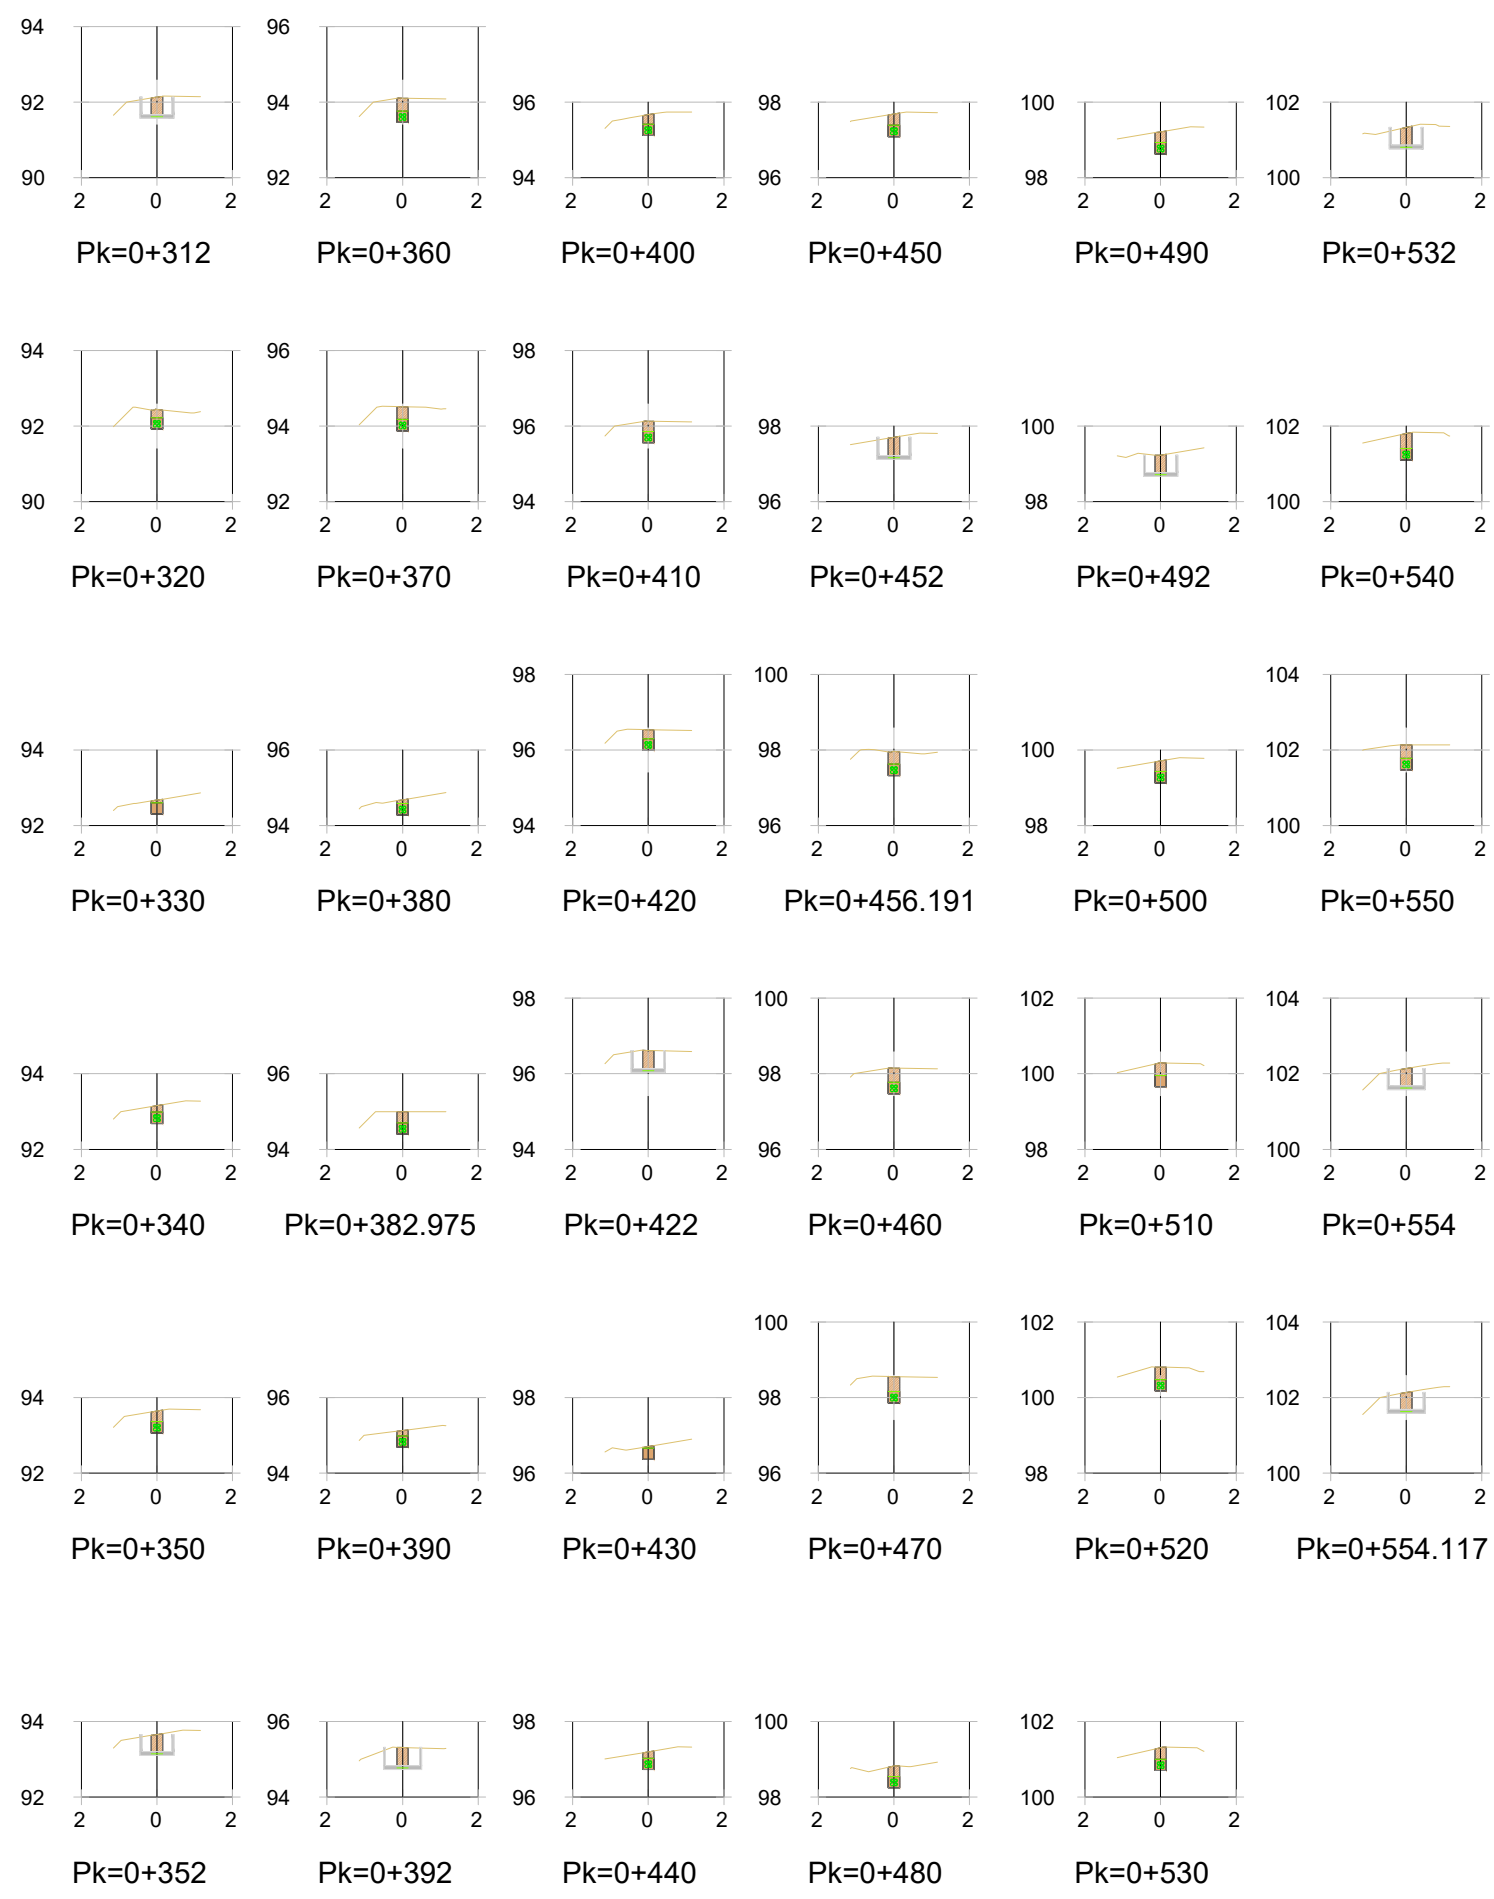 94 96
92 94 96 98 100 102
90 92 94 96 98 100
2 0 2 2 0 2 2 0 2 2 0 2 2 0 2 2 0 2
Pk=0+312 Pk=0+360 Pk=0+400 Pk=0+450 Pk=0+490 Pk=0+532
94 96 98
92 94 96 98 100 102
90 92 94 96 98 100
2 0 2 2 0 2 2 0 2 2 0 2 2 0 2 2 0 2
Pk=0+320 Pk=0+370 Pk=0+410 Pk=0+452 Pk=0+492 Pk=0+540
98 100 104
94 96 96 98 100 102
92 94 94 96 98 100
2 0 2 2 0 2 2 0 2 2 0 2 2 0 2 2 0 2
Pk=0+330 Pk=0+380 Pk=0+420 Pk=0+456.191 Pk=0+500 Pk=0+550
98 100 102 104
94 96 96 98 100 102
92 94 94 96 98 100
2 0 2 2 0 2 2 0 2 2 0 2 2 0 2 2 0 2
Pk=0+340 Pk=0+382.975 Pk=0+422 Pk=0+460 Pk=0+510 Pk=0+554
100 102 104
94 96 98 98 100 102
92 94 96 96 98 100
2 0 2 2 0 2 2 0 2 2 0 2 2 0 2 2 0 2
Pk=0+350 Pk=0+390 Pk=0+430 Pk=0+470 Pk=0+520 Pk=0+554.117
94 96 98 100 102
92 94 96 98 100
2 0 2 2 0 2 2 0 2 2 0 2 2 0 2
Pk=0+352 Pk=0+392 Pk=0+440 Pk=0+480 Pk=0+530